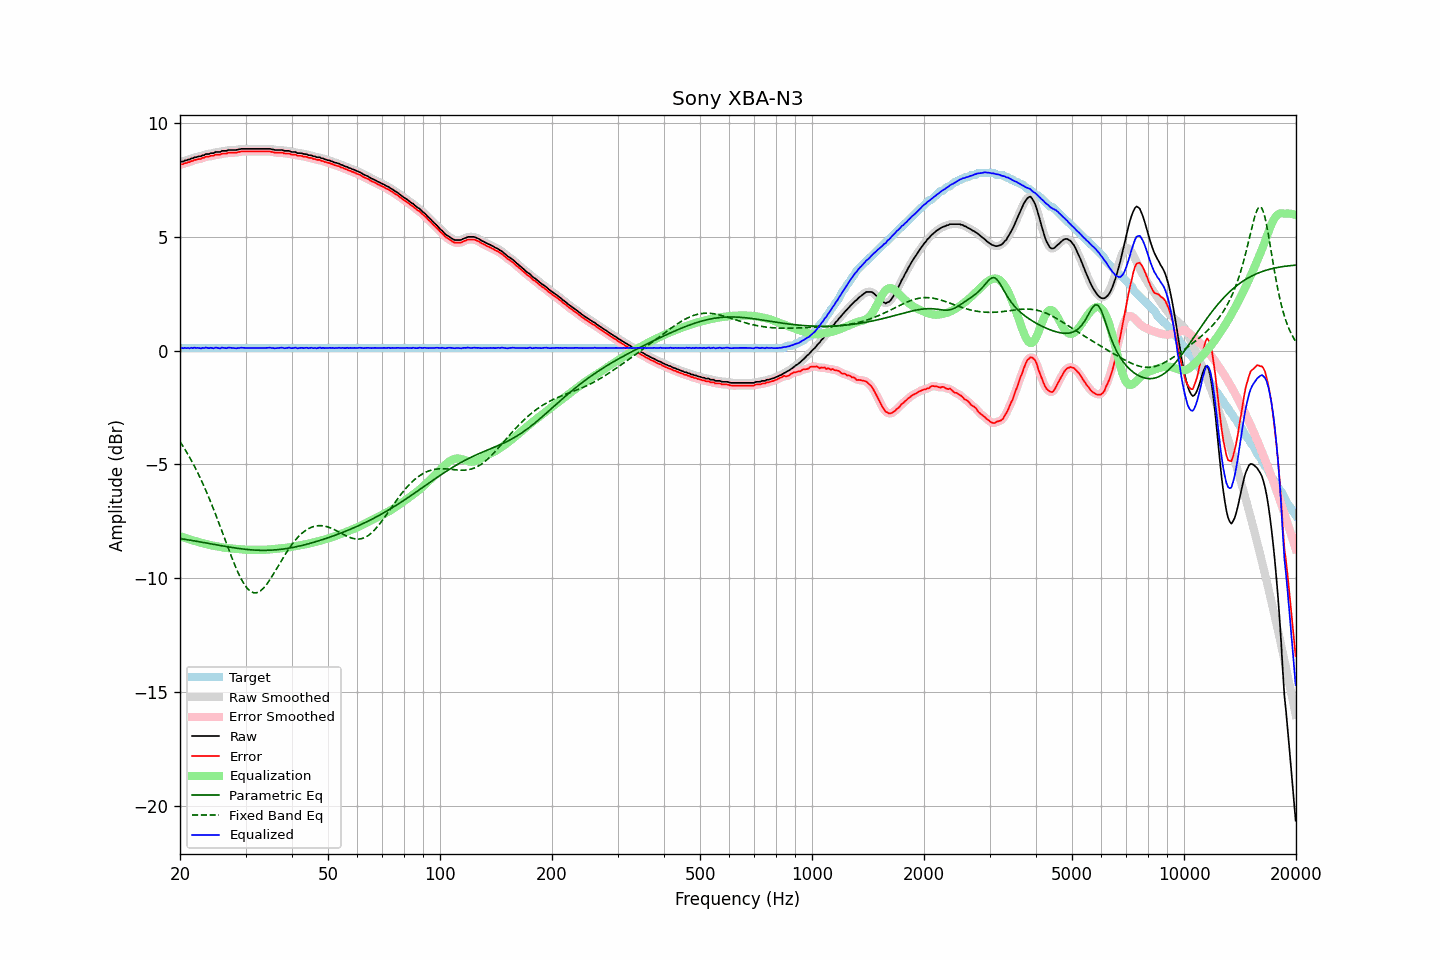 Sony XBA-N3
10
5
0
−5
−10
−15
−20
Amplitude (dBr)
Target
Raw Smoothed
Error Smoothed
Raw
Error
Equalization
Parametric Eq
Fixed Band Eq
Equalized
20 50 100 200 500 1000 2000 5000 10000 20000
Frequency (Hz)